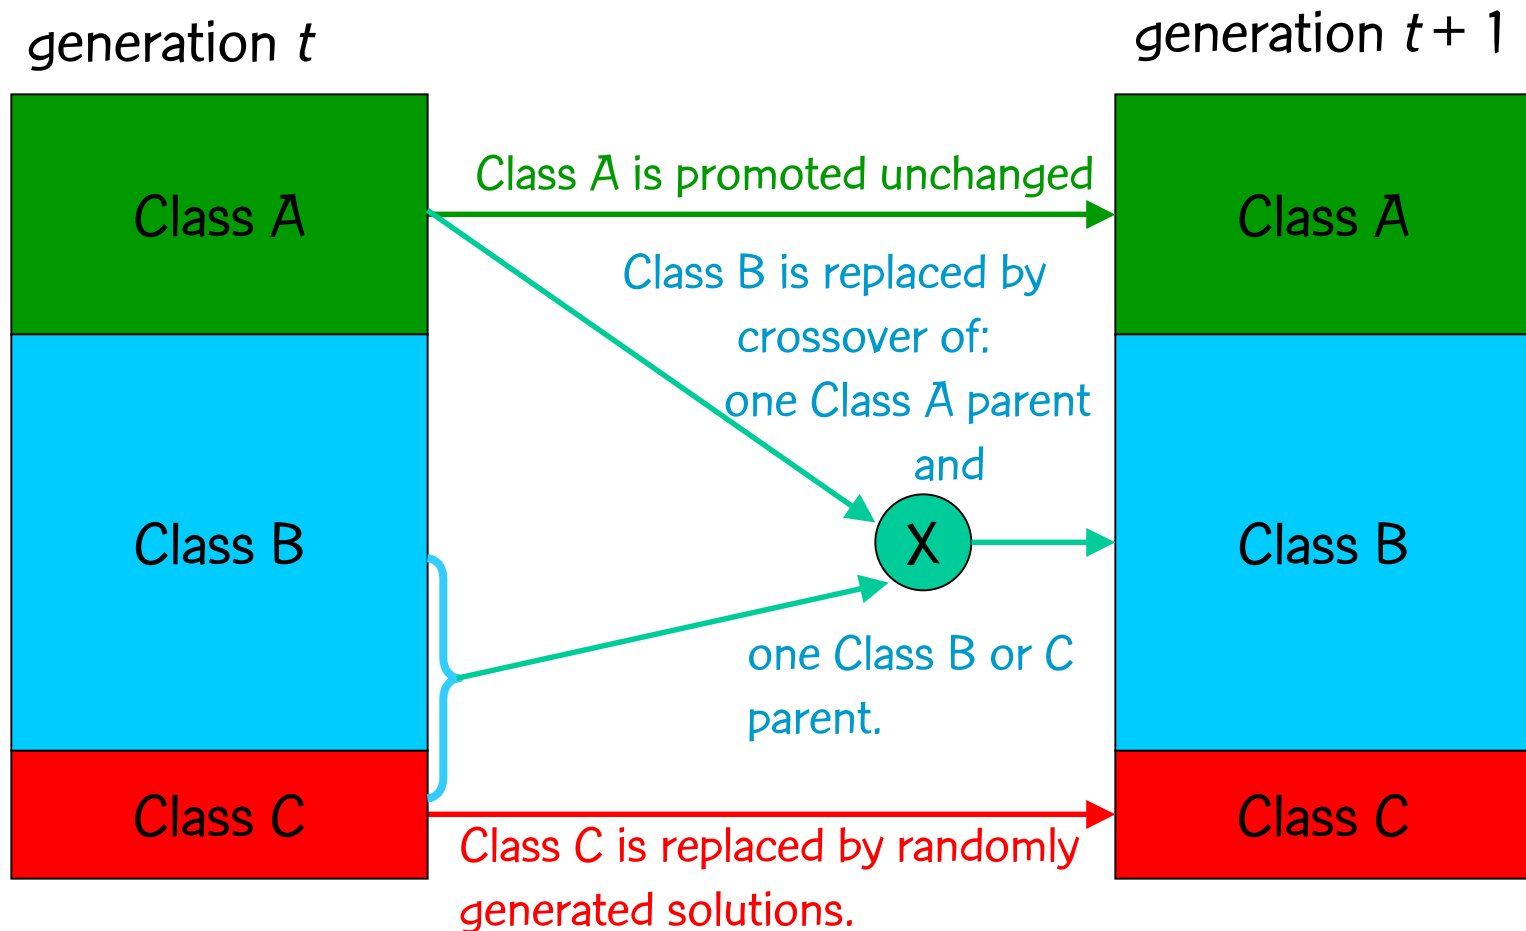 generation t
generation t + 1
Class A
Class A is promoted unchanged
Class A
Class B is replaced by
crossover of:
one Class A parent
and
Class B
X
Class B
one Class B or C
parent.
Class C
Class C
Class C is replaced by randomly
generated solutions.